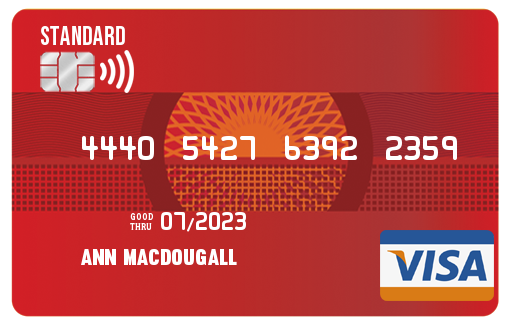 STANDARD
4440 5427 6392 2359
GOOD THRU 07/2023
ANN MACDOUGALL
VISA